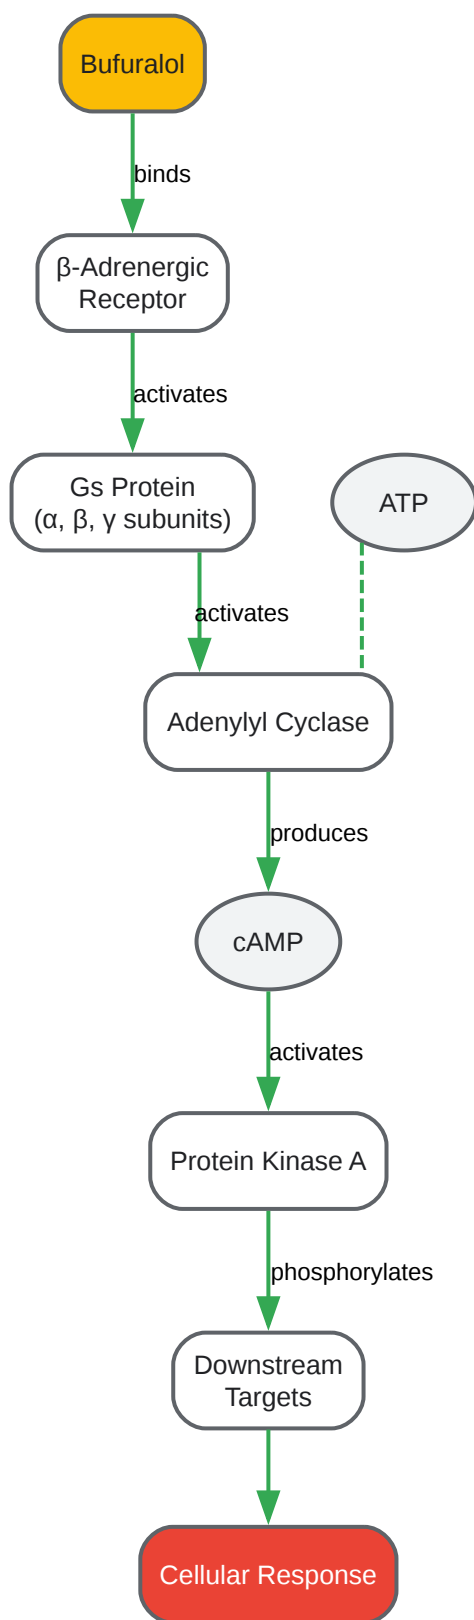 Bufuralol
binds
β-Adrenergic
Receptor
activates
Gs Protein
(α, β, γ subunits)
ATP
activates
Adenylyl Cyclase
produces
cAMP
activates
Protein Kinase A
phosphorylates
Downstream
Targets
Cellular Response